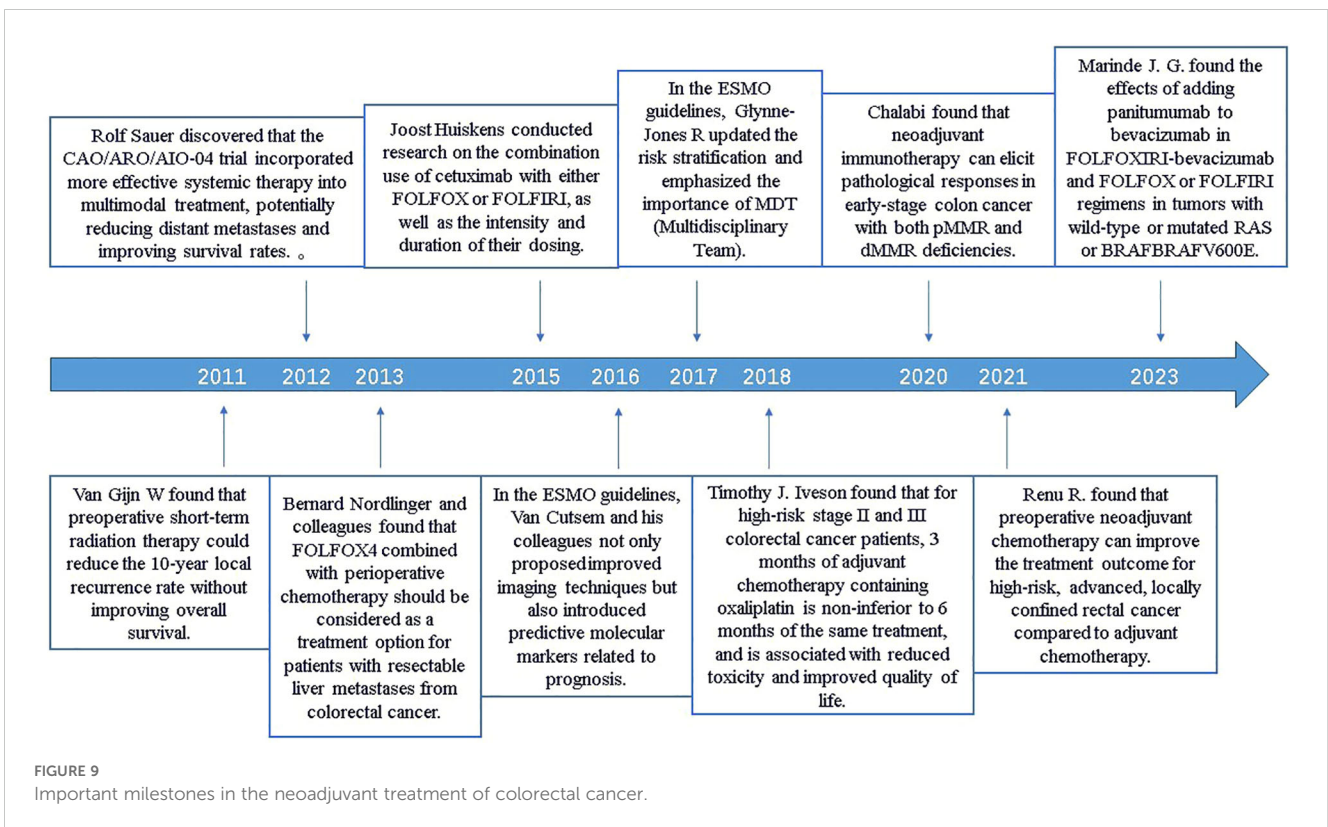 Rolf Sauer discovered that the
CAO/ARO/AIO-04 trial incorporated
more effective systemic therapy into
multimodal treatment, potentially
reducing distant metastases and
improving survival rates. 。
Joost Huiskens conducted
research on the combination
use of cetuximab with either
FOLFOX or FOLFIRI, as
well as the intensity and
duration of their dosing.
In the ESMO
guidelines, Glynne-
Jones R updated the
risk stratification and
emphasized the
importance of MDT
(Multidisciplinary
Team).
Chalabi found that
neoadjuvant
immunotherapy can elicit
pathological responses in
early-stage colon cancer
with both pMMR and
dMMR deficiencies.
Marinde J. G. found the
effects of adding
panitumumab to
bevacizumab in
FOLFOXIRI-bevacizumab
and FOLFOX or FOLFIRI
regimens in tumors with
wild-type or mutated RAS
or BRAFBRAFV600E.
2011 2012 2013 2015 2016 2017 2018 2020 2021 2023
Van Gijn W found that
preoperative short-term
radiation therapy could
reduce the 10-year local
recurrence rate without
improving overall
survival.
Bernard Nordlinger and
colleagues found that
FOLFOX4 combined
with perioperative
chemotherapy should be
considered as a
treatment option for
patients with resectable
liver metastases from
colorectal cancer.
In the ESMO guidelines,
Van Cutsem and his
colleagues not only
proposed improved
imaging techniques but
also introduced
predictive molecular
markers related to
prognosis.
Timothy J. Iveson found that for
high-risk stage II and III
colorectal cancer patients, 3
months of adjuvant
chemotherapy containing
oxaliplatin is non-inferior to 6
months of the same treatment,
and is associated with reduced
toxicity and improved quality of
life.
Renu R. found that
preoperative neoadjuvant
chemotherapy can improve
the treatment outcome for
high-risk, advanced, locally
confined rectal cancer
compared to adjuvant
chemotherapy.
FIGURE 9
Important milestones in the neoadjuvant treatment of colorectal cancer.